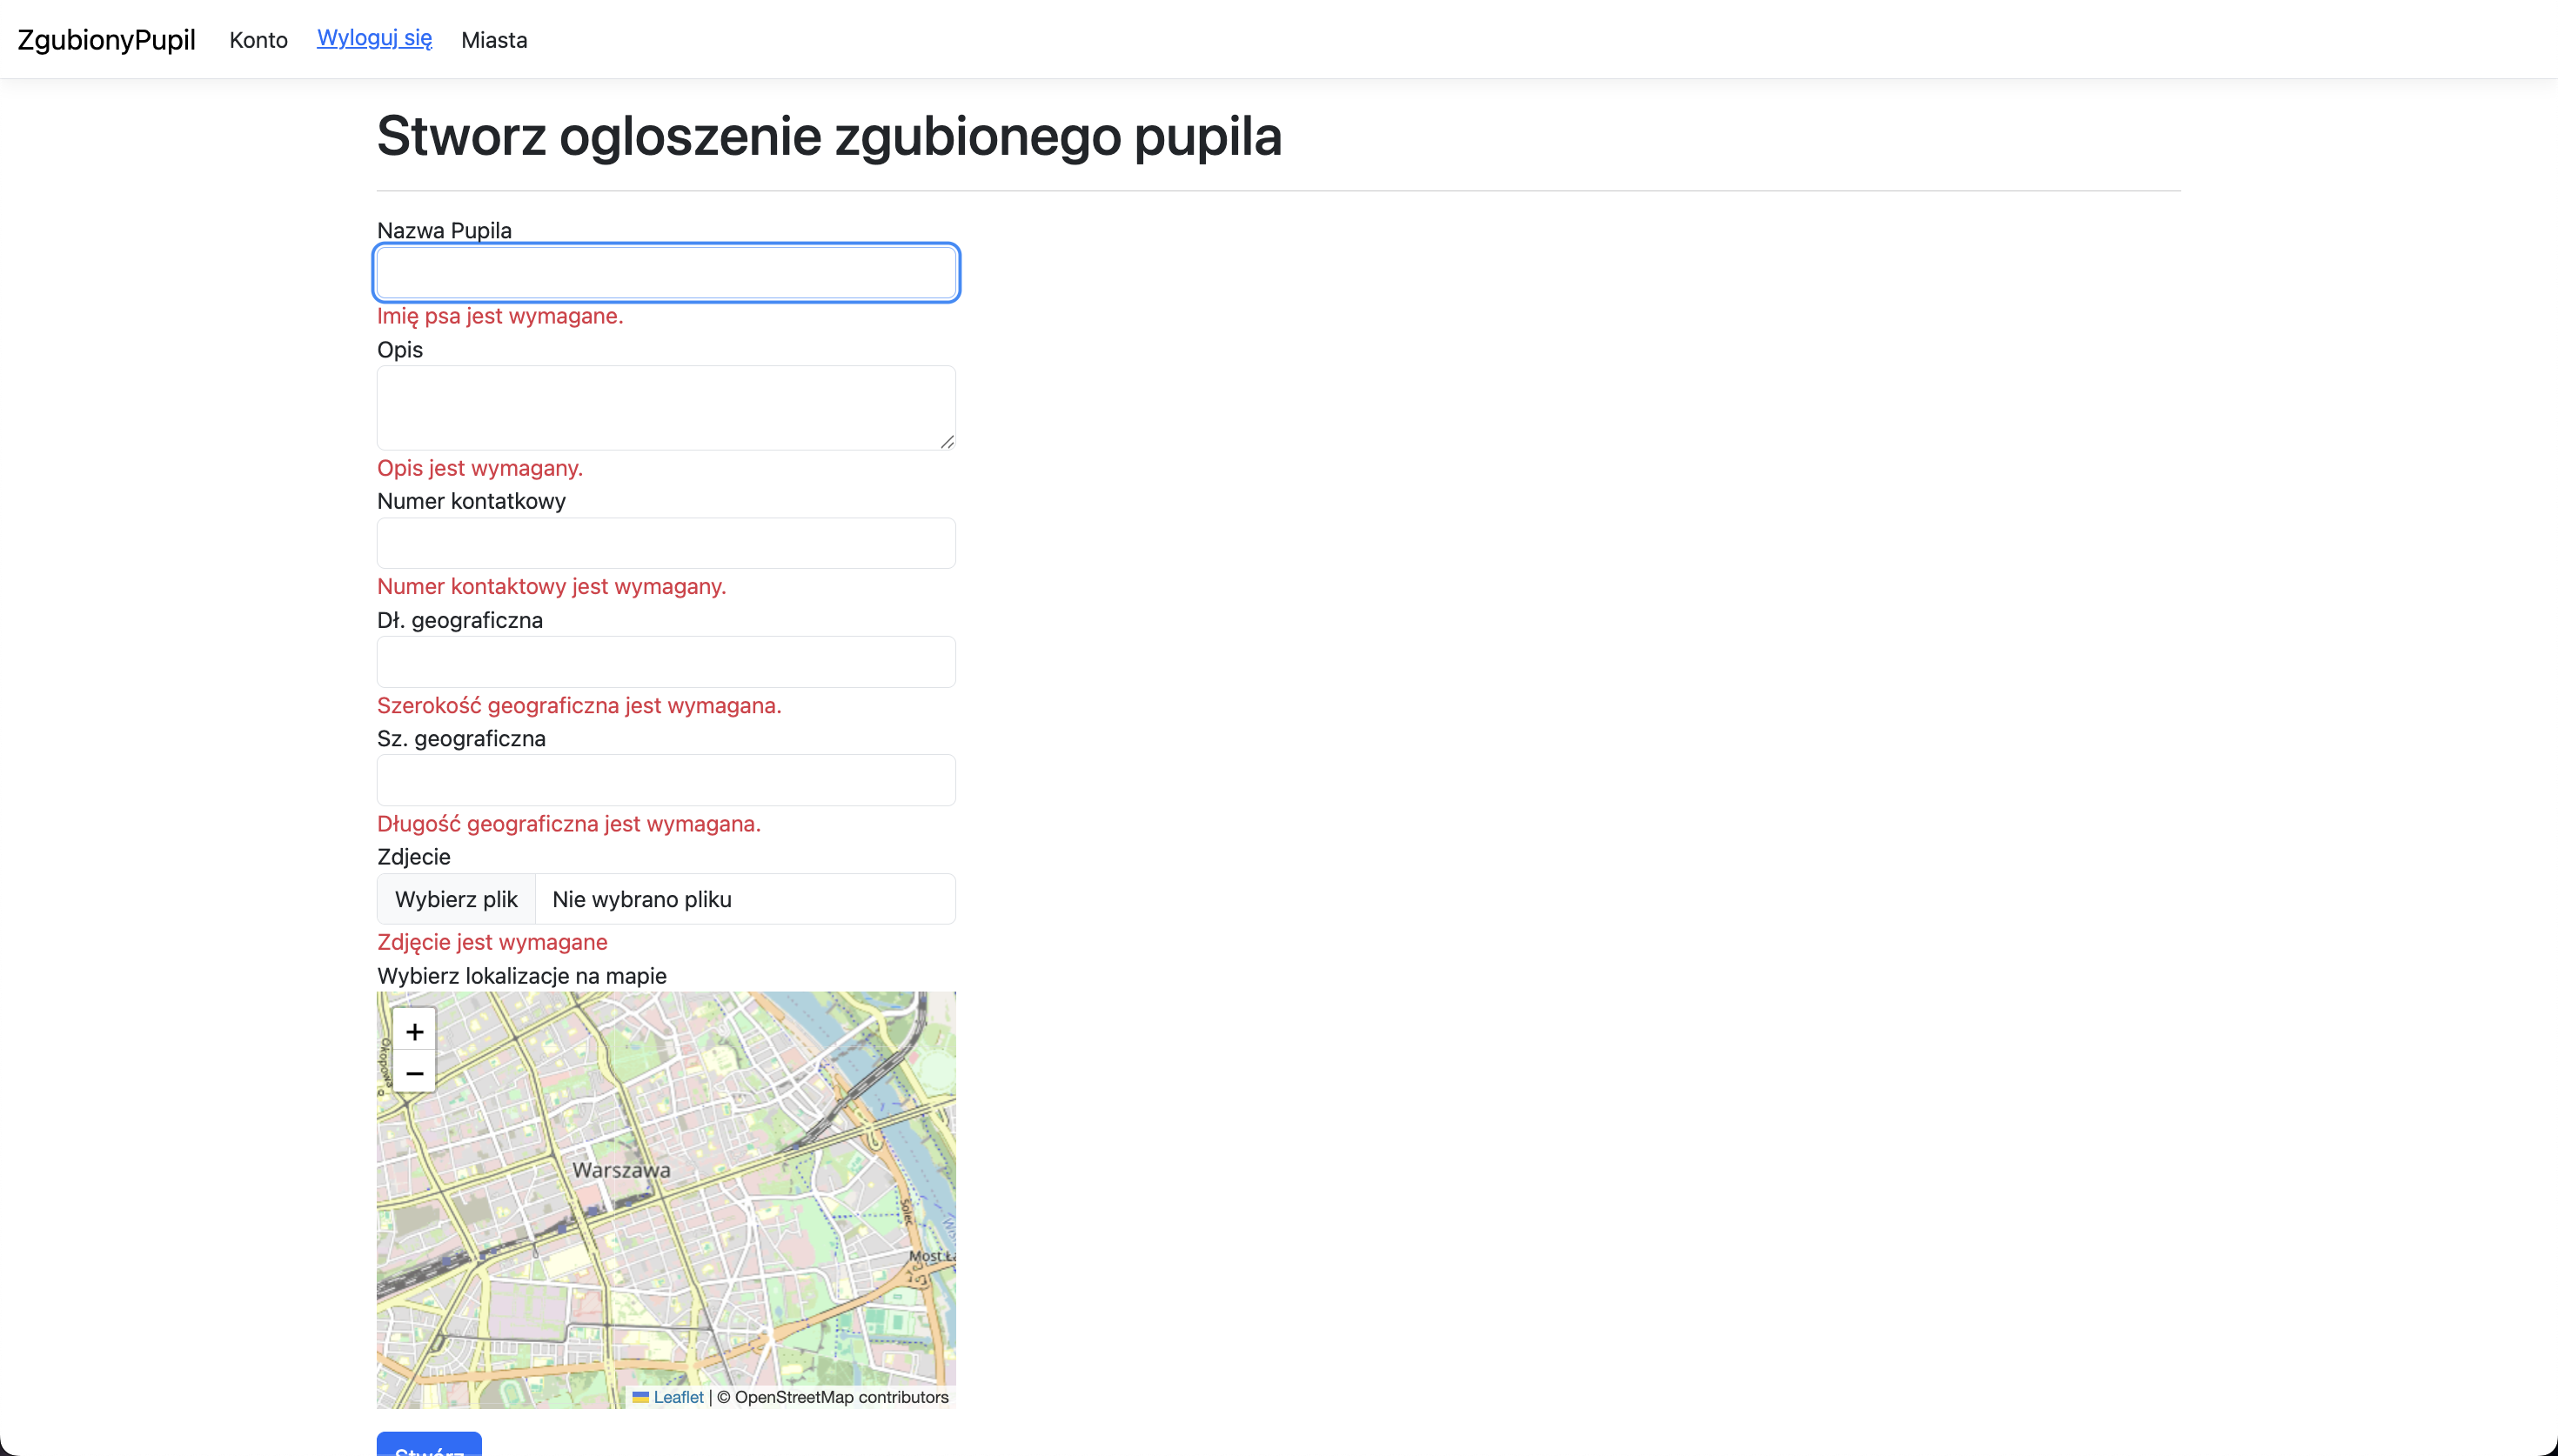 ZgubionyPupil Konto Wyloguj się Miasta
Stworz ogloszenie zgubionego pupila
Nazwa Pupila
Imię psa jest wymagane.
Opis
Opis jest wymagany.
Numer kontatkowy
Numer kontaktowy jest wymagany.
Dł. geograficzna
Szerokość geograficzna jest wymagana.
Sz. geograficzna
Długość geograficzna jest wymagana.
Zdjecie
Wybierz plik Nie wybrano pliku
Zdjęcie jest wymagane
Wybierz lokalizacje na mapie
+
−
Okopowa
Warszawa
Solec
Most Ła
Leaflet | © OpenStreetMap contributors
Stwórz